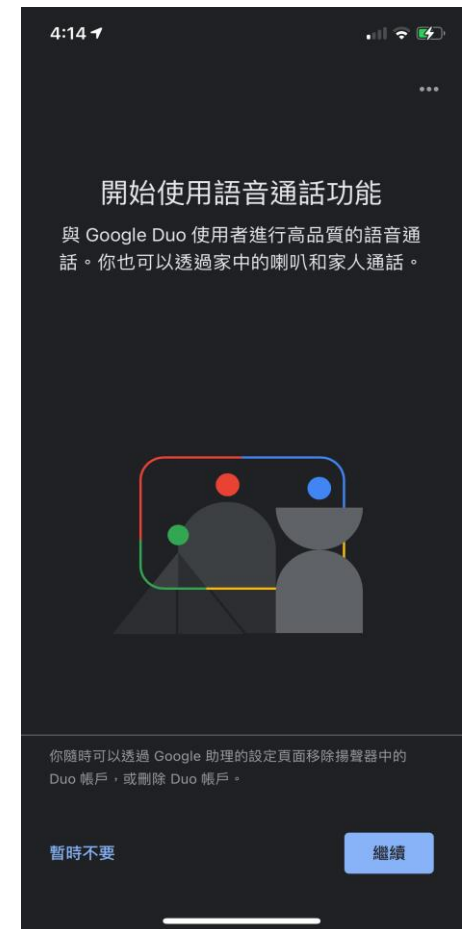 4:14
開始使用語音通話功能
與 Google Duo 使用者進行高品質的語音通
話。你也可以透過家中的喇叭和家人通話。
你隨時可以透過 Google 助理的設定頁面移除揚聲器中的
Duo 帳戶，或刪除 Duo 帳戶。
暫時不要
繼續